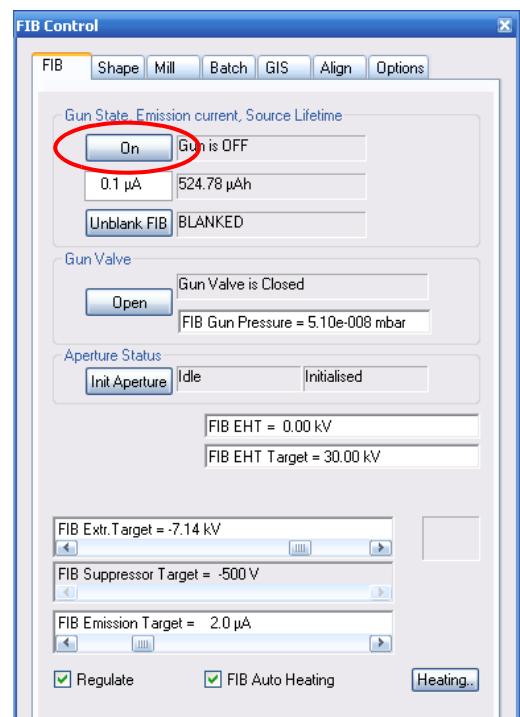 FIB Control
FIB Shape Mill Batch GIS Align Options
Gun State, Emission current, Source Lifetime
On Gun is OFF
0.1 µA 524.78 µAh
Unblank FIB BLANKED
Gun Valve
Gun Valve is Closed
Open
FIB Gun Pressure = 5.10e-008 mbar
Aperture Status
Init Aperture Idle Initialised
FIB EHT = 0.00 kV
FIB EHT Target = 30.00 kV
FIB Extr.Target = -7.14 kV
FIB Suppressor Target = -500 V
FIB Emission Target = 2.0 µA
Regulate FIB Auto Heating Heating..